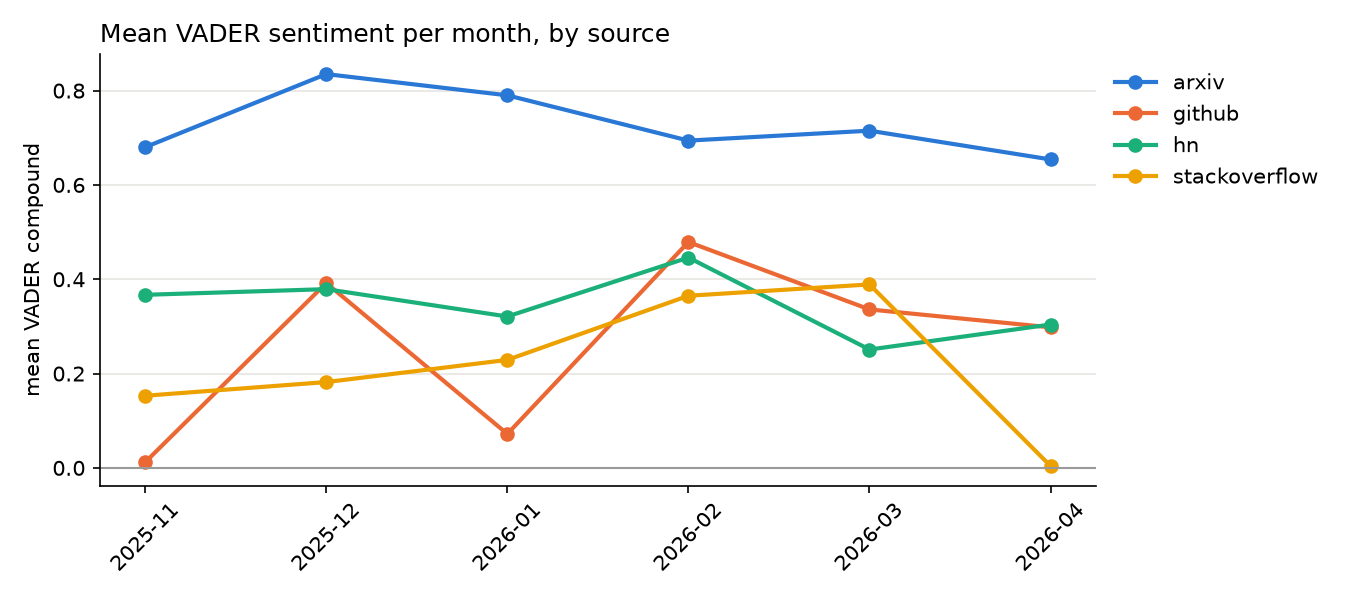 Mean VADER sentiment per month, by source
mean VADER compound
0.8
0.6
0.4
0.2
0.0
2025-11
2025-12
2026-01
2026-02
2026-03
2026-04
arxiv
github
hn
stackoverflow